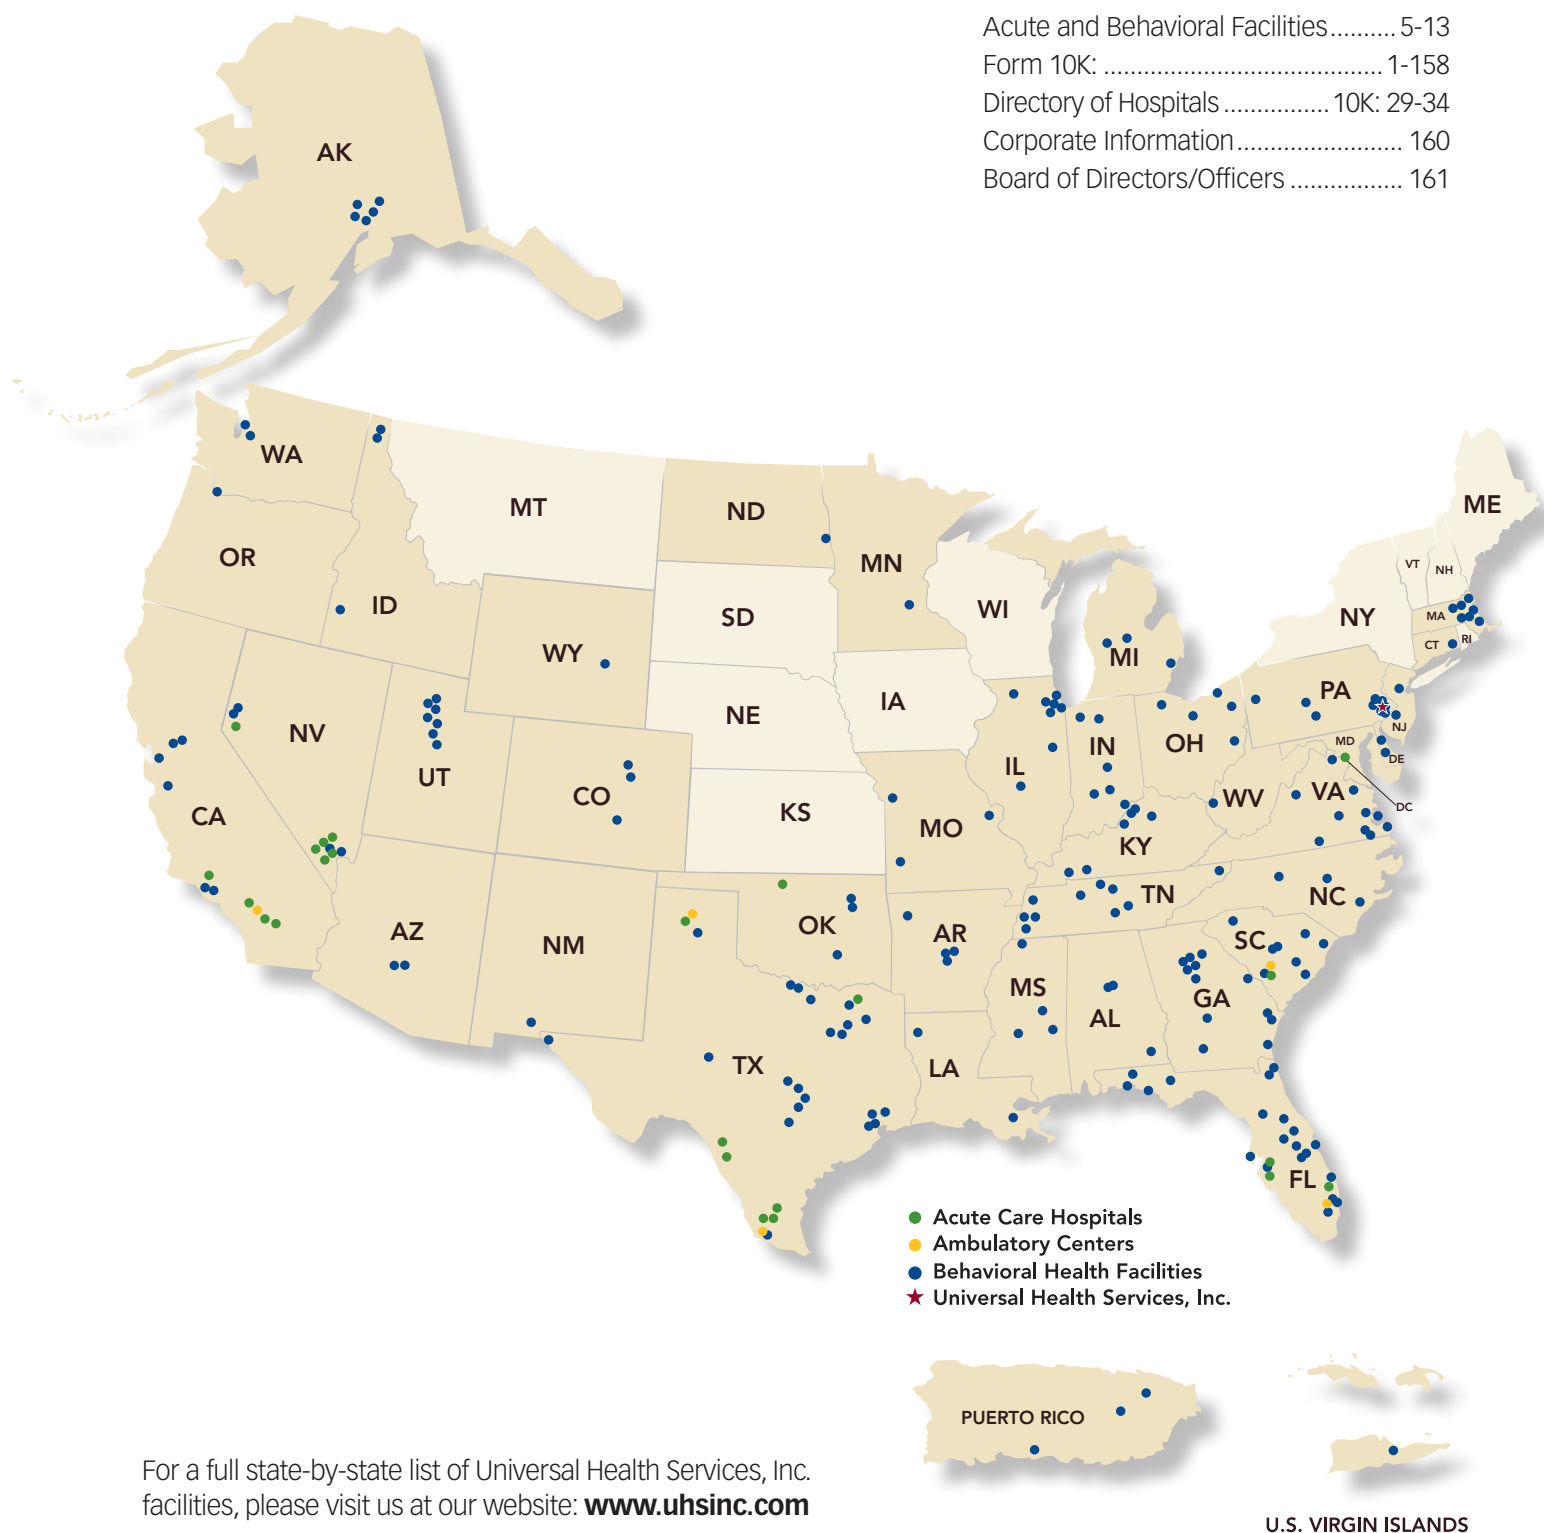 Acute and Behavioral Facilities.......... 5-13
Form 10K: .......................................... 1-158
Directory of Hospitals ................ 10K: 29-34
Corporate Information......................... 160
Board of Directors/Officers ................. 161
AK
WA
MT
ND
MN
ME
OR
ID
VT
NH
SD
WI
NY
MA
WY
MI
CT
RI
NE
IA
PA
NV
UT
IN
OH
NJ
MD
DE
CO
IL
CA
KS
MO
WV
VA
DC
KY
AZ
NM
OK
AR
TN
NC
SC
MS
AL
GA
TX
LA
FL
Acute Care Hospitals
Ambulatory Centers
Behavioral Health Facilities
Universal Health Services, Inc.
PUERTO RICO
For a full state-by-state list of Universal Health Services, Inc.
facilities, please visit us at our website: www.uhsinc.com
U.S. VIRGIN ISLANDS